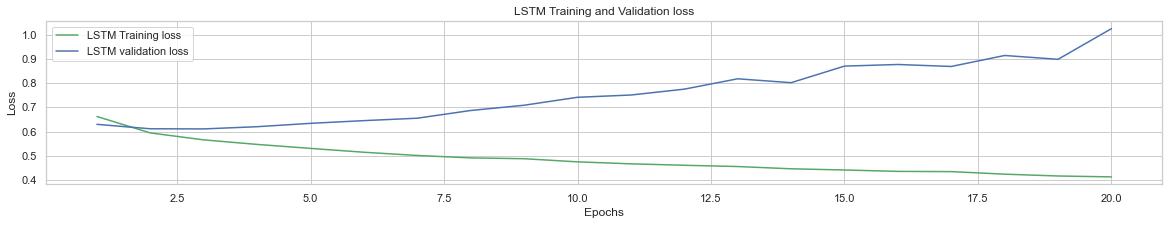 LSTM Training and Validation loss
LSTM Training loss
LSTM validation loss
Loss
1.0
0.9
0.8
0.7
0.6
0.5
0.4
2.5 5.0 7.5 10.0 12.5 15.0 17.5 20.0
Epochs